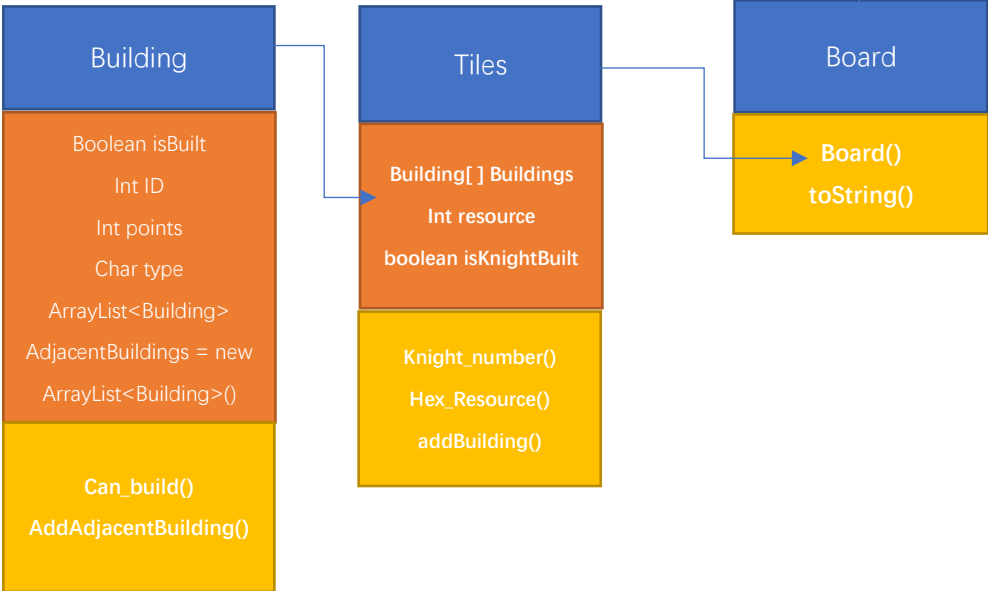 Building
Boolean isBuilt
Int ID
Int points
Char type
ArrayList<Building>
AdjacentBuildings = new
ArrayList<Building>()
Can_build()
AddAdjacentBuilding()
Tiles
Building[ ] Buildings
Int resource
boolean isKnightBuilt
Knight_number()
Hex_Resource()
addBuilding()
Board
Board()
toString()